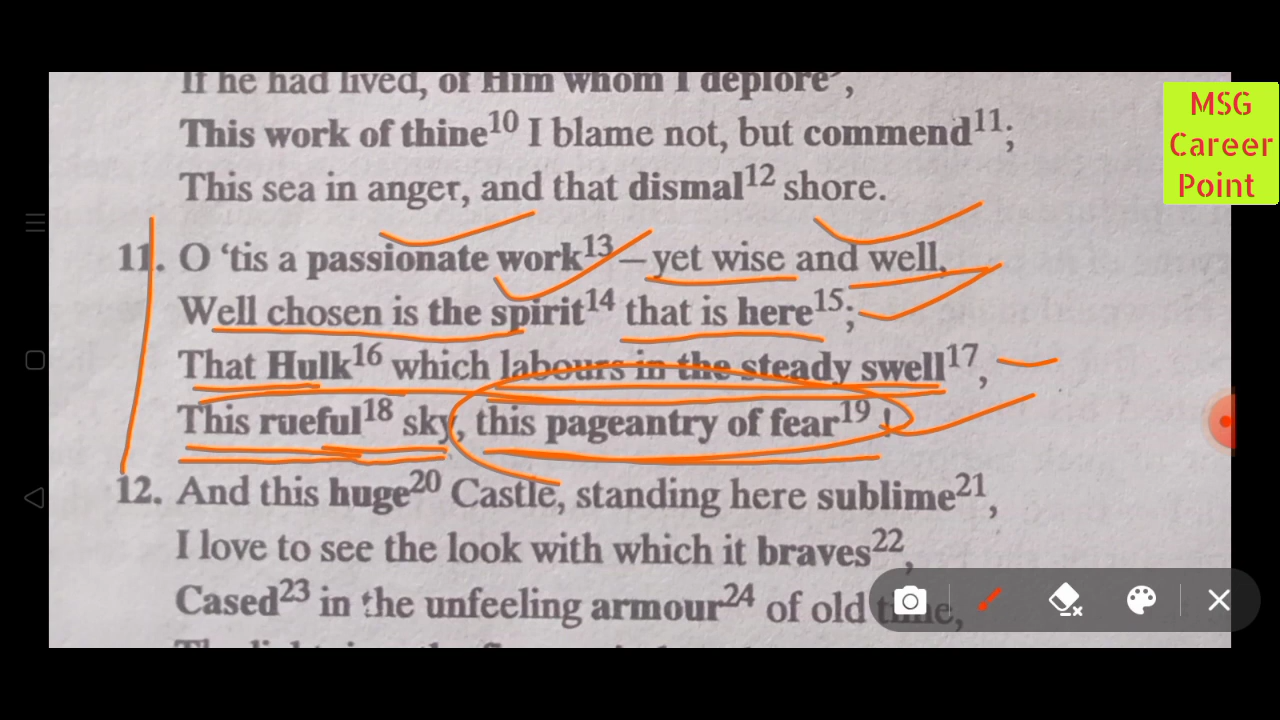 If he had lived, of Him whom I deplore,
This work of thine10 I blame not, but commend11;
This sea in anger, and that dismal12 shore.
11. O ‘tis a passionate work13—yet wise and well,
Well chosen is the spirit14 that is here15;
That Hulk16 which labours in the steady swell17,
This rueful18 sky, this pageantry of fear19 !
12. And this huge20 Castle, standing here sublime21,
I love to see the look with which it braves22,
Cased23 in the unfeeling armour24 of old time,
MSG
Career
Point